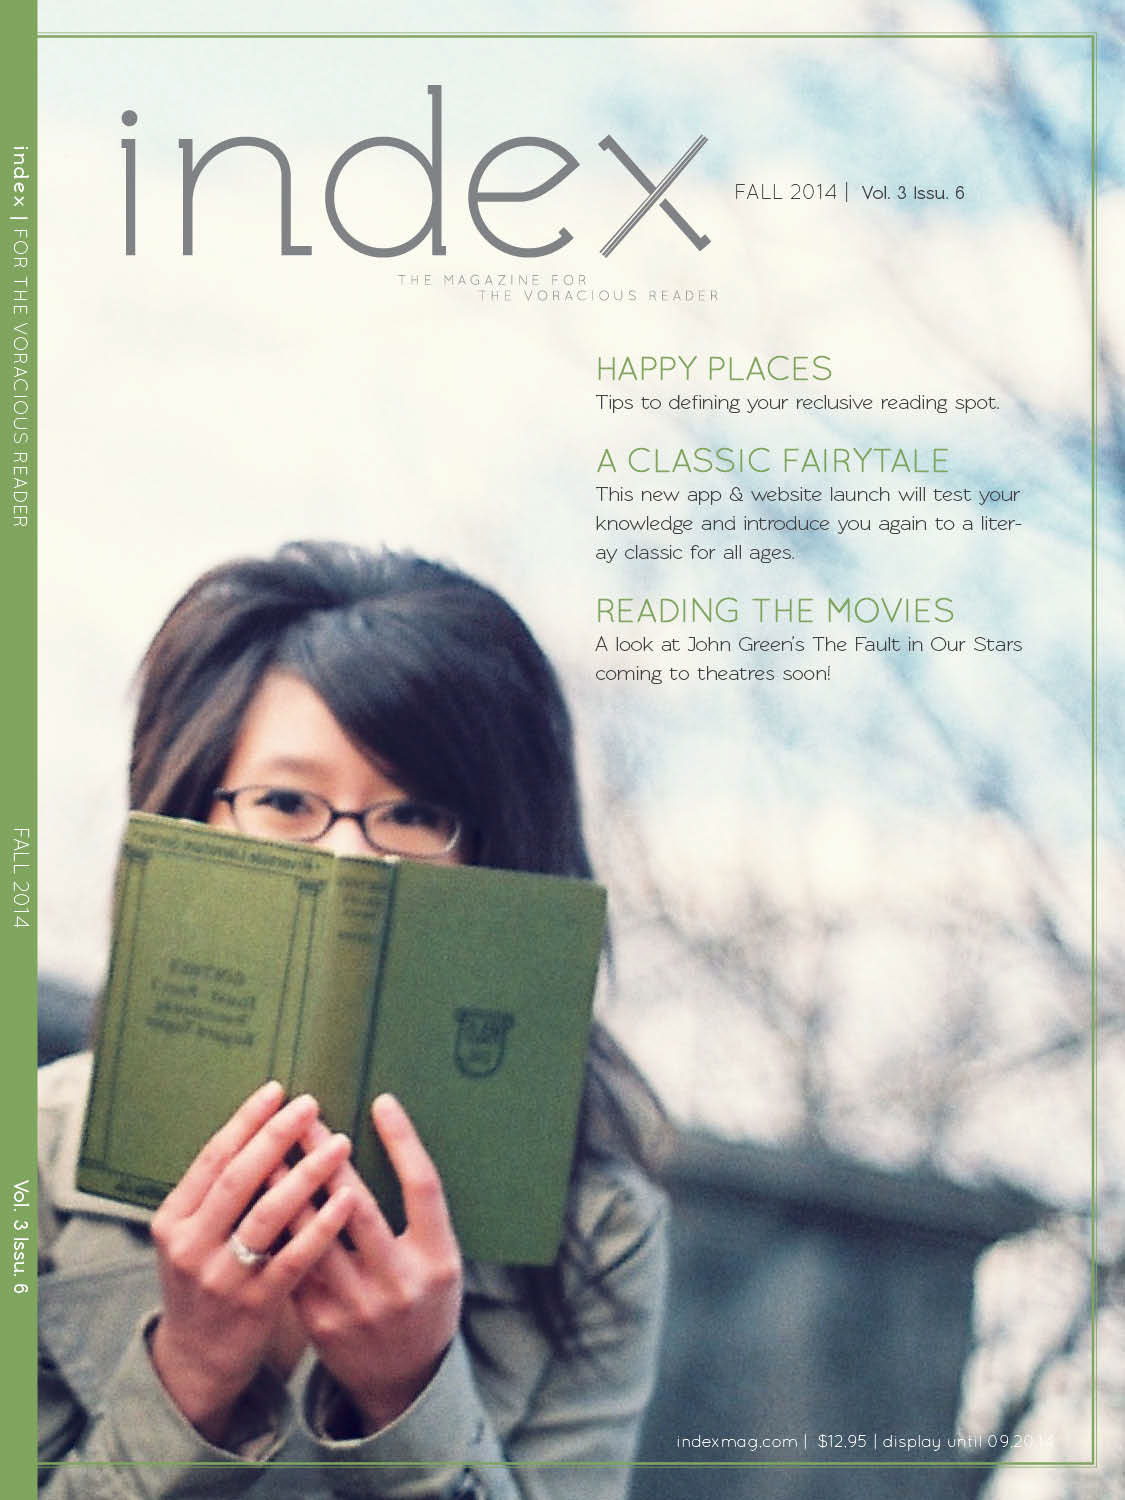 index
FALL 2014 | Vol. 3 Issu. 6
THE MAGAZINE FOR
THE VORACIOUS READER
HAPPY PLACES
Tips to defining your reclusive reading spot.
A CLASSIC FAIRYTALE
This new app & website launch will test your
knowledge and introduce you again to a liter-
ay classic for all ages.
READING THE MOVIES
A look at John Green's The Fault in Our Stars
coming to theatres soon!
indexmag.com | $12.95 | display until 09.2014
index | FOR THE VORACIOUS READER
FALL 2014
Vol. 3 Issu. 6